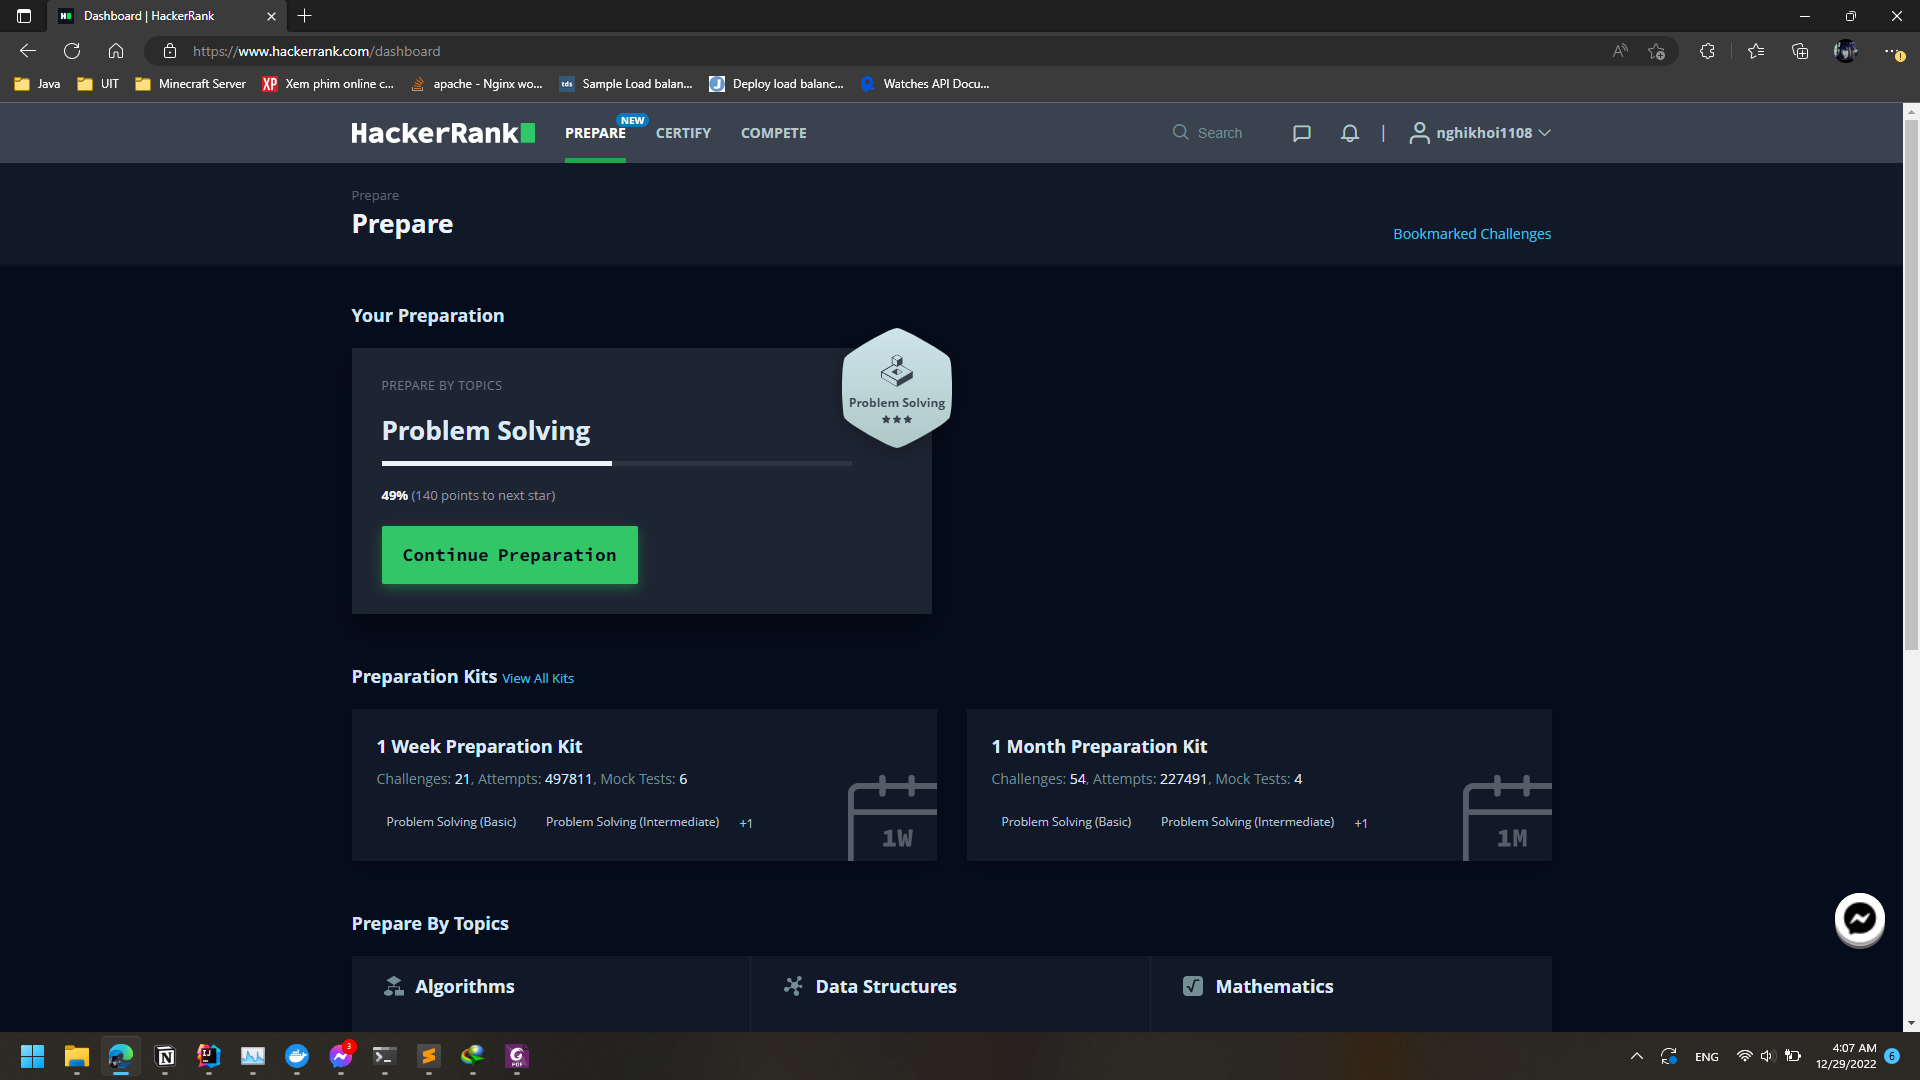 Dashboard | HackerRank
https://www.hackerrank.com/dashboard
Java UIT Minecraft Server XP Xem phim online c... apache - Nginx wo... tds Sample Load balan... Deploy load balanc... Watches API Docu...
HackerRank PREPARE NEW CERTIFY COMPETE Search nghikhoi1108
Prepare
Prepare
Bookmarked Challenges
Your Preparation
PREPARE BY TOPICS
Problem Solving
Problem Solving
49% (140 points to next star)
Continue Preparation
Preparation Kits View All Kits
1 Week Preparation Kit
Challenges: 21, Attempts: 497811, Mock Tests: 6
Problem Solving (Basic) Problem Solving (Intermediate) +1
1W
1 Month Preparation Kit
Challenges: 54, Attempts: 227491, Mock Tests: 4
Problem Solving (Basic) Problem Solving (Intermediate) +1
1M
Prepare By Topics
Algorithms Data Structures Mathematics
3
ENG
4:07 AM
12/29/2022
6